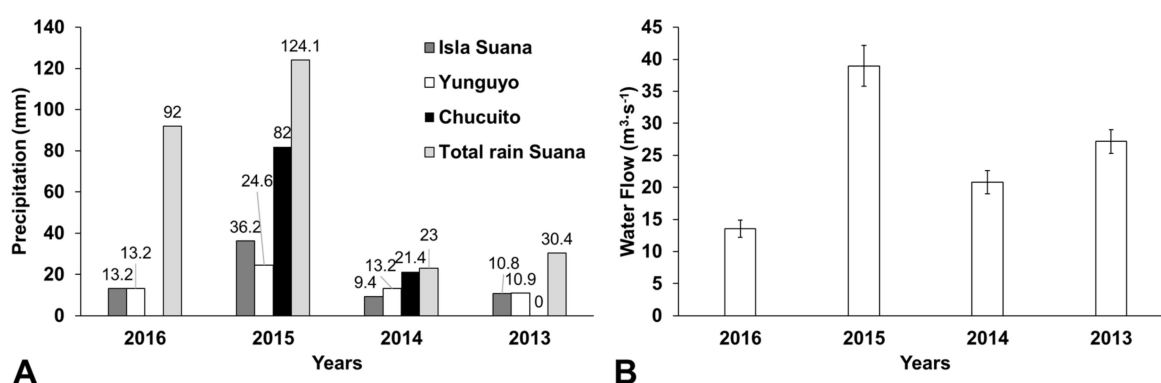 140
120
100
80
60
40
20
0
Precipitation (mm)
13.2
13.2
92
36.2
24.6
82
124.1
9.4
13.2
21.4
23
10.8
10.9
0
30.4
Isla Suana
Yunguyo
Chucuito
Total rain Suana
2016 2015 2014 2013
Years
A
45
40
35
30
25
20
15
10
5
0
Water Flow (m³·s⁻¹)
2016 2015 2014 2013
Years
B